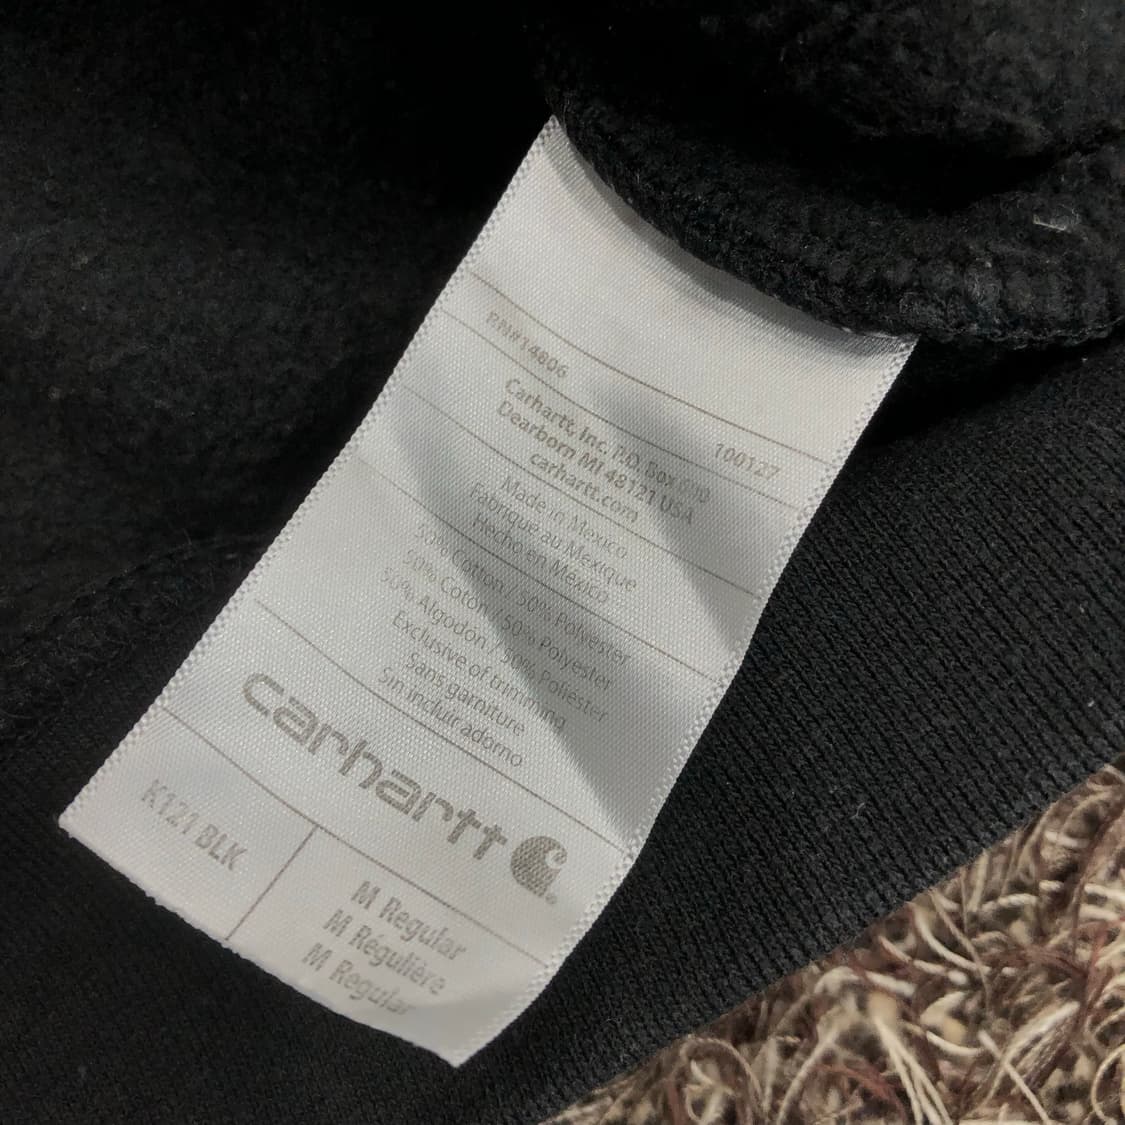 RN#14806 100127
Carhartt, Inc. P.O. Box 600
Dearborn MI 48121 USA
carhartt.com
Made in Mexico
Fabriqué au Mexique
Hecho en México
50% Cotton / 50% Polyester
50% Coton / 50% Polyester
50% Algodón / 50% Poliester
Exclusive of trimming
Sans garniture
Sin incluir adorno
carhartt
K121 BLK
M Regular
M Régulière
M Regular